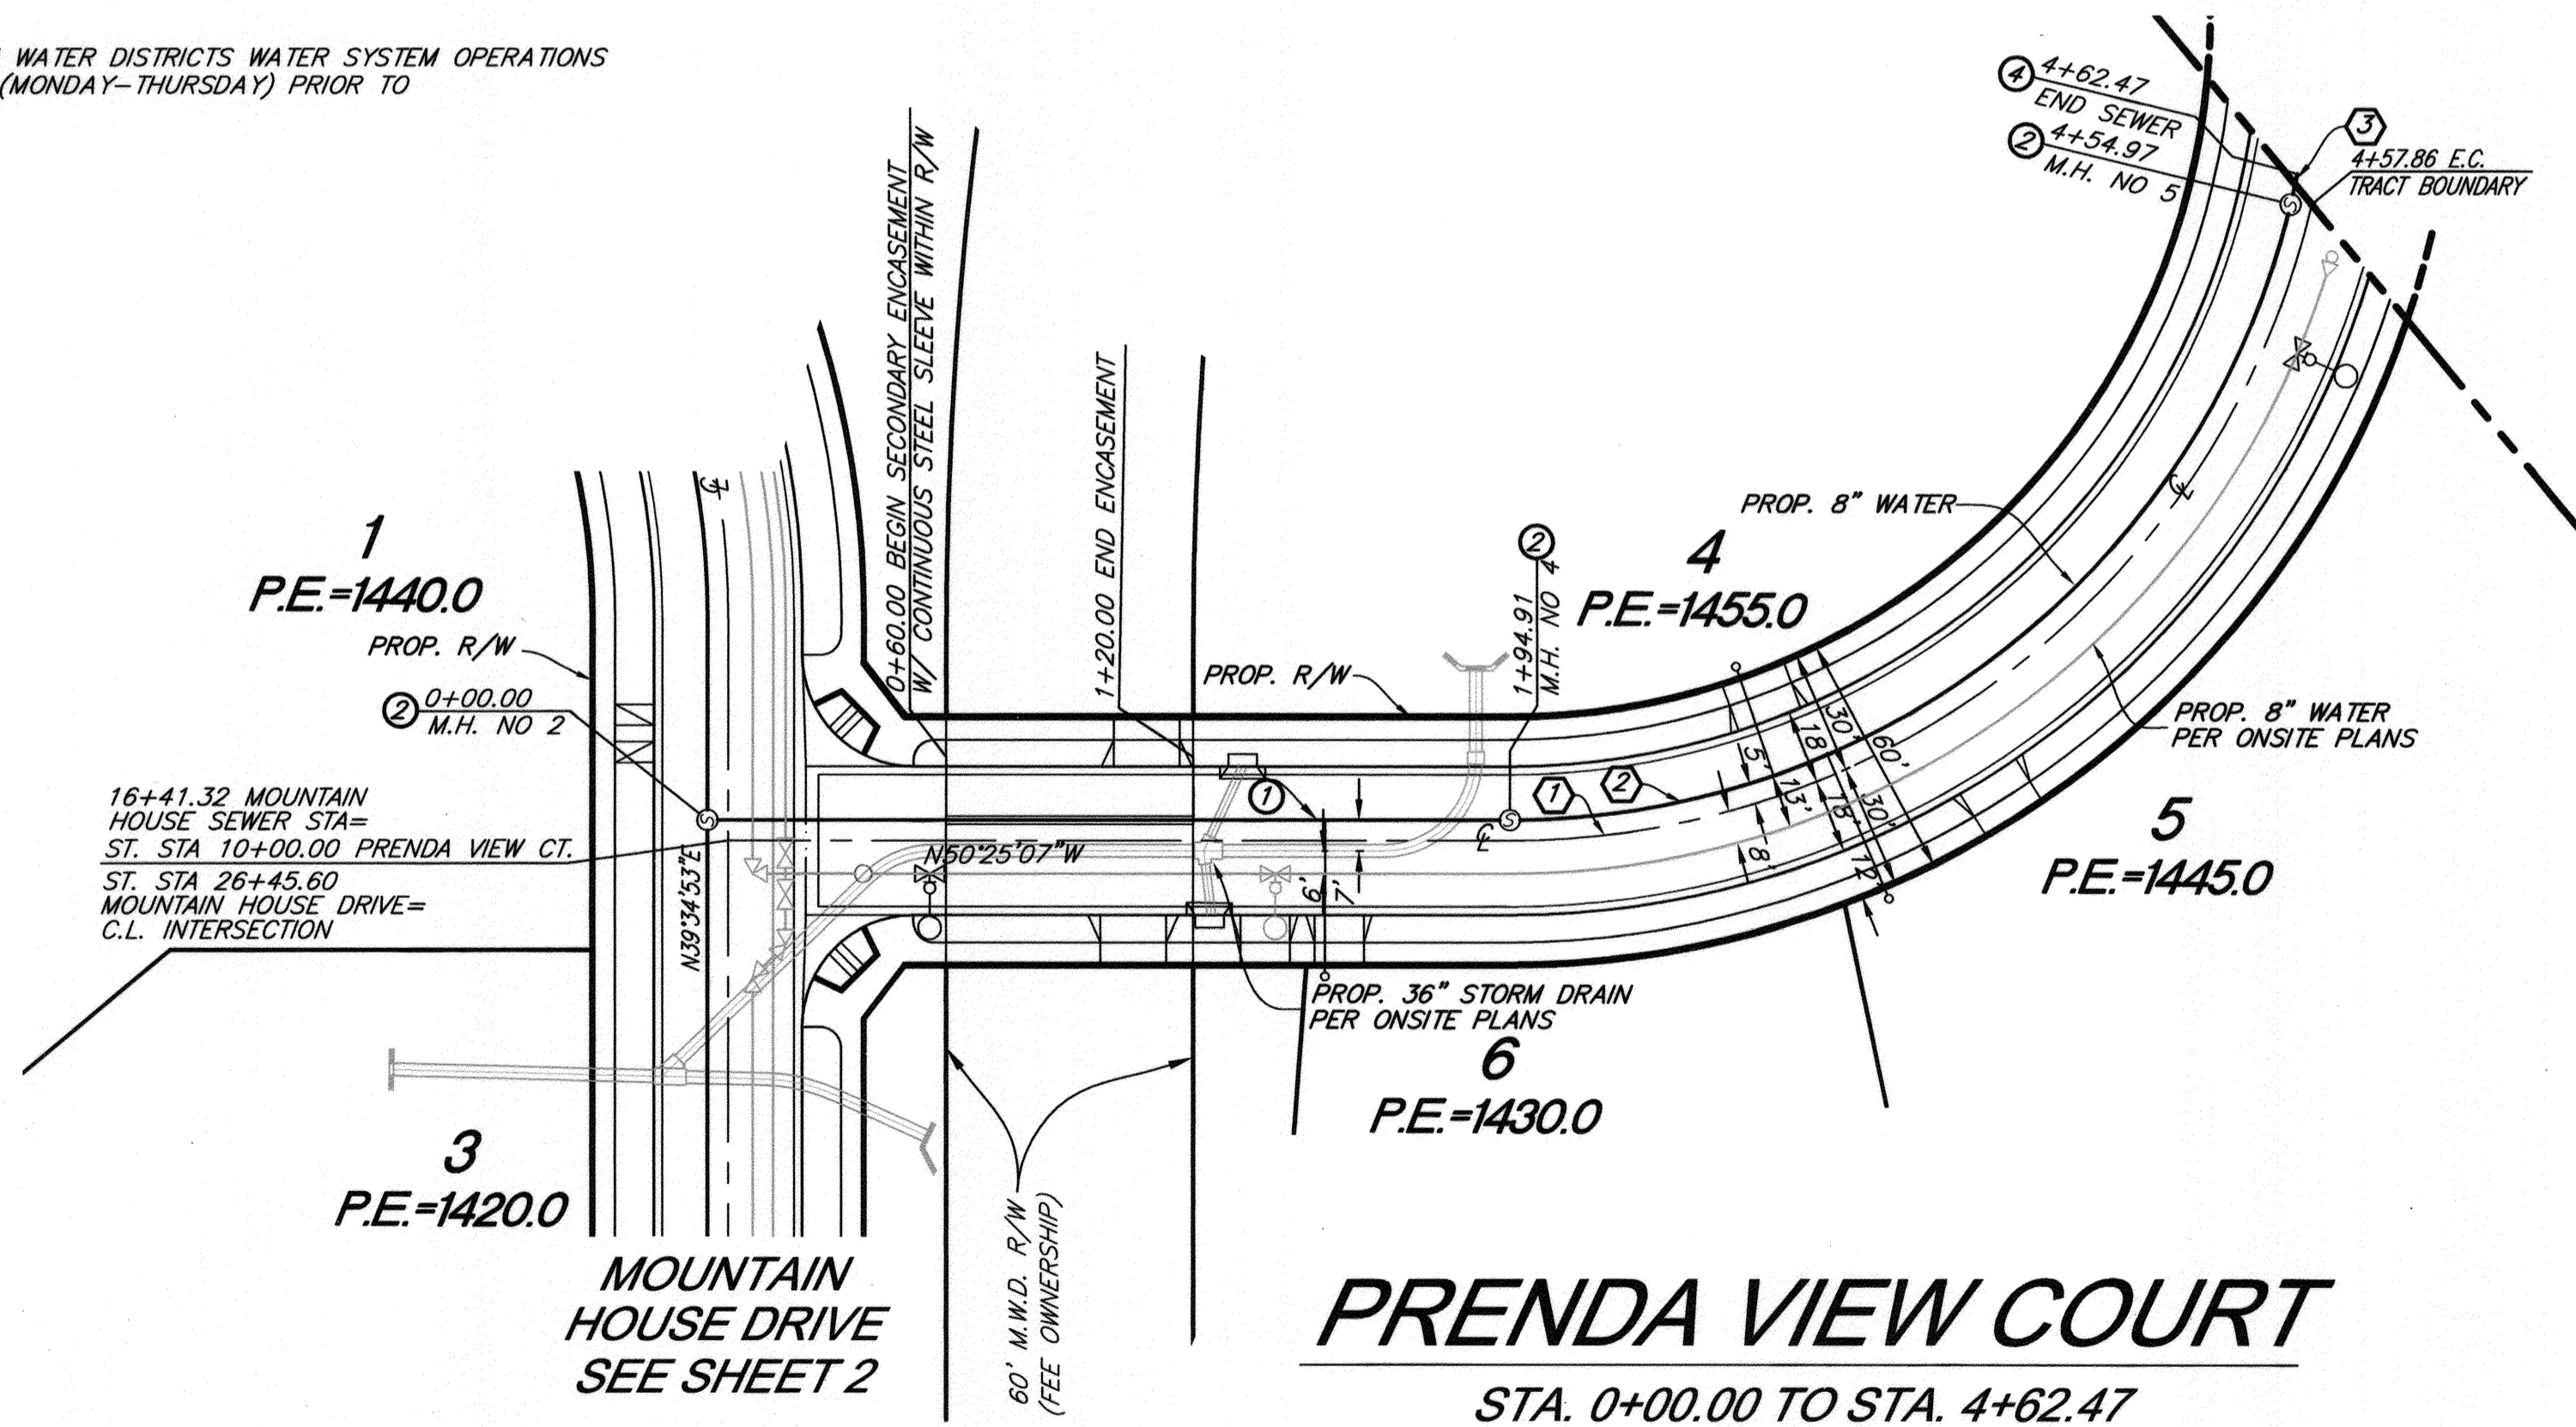 WATER DISTRICTS WATER SYSTEM OPERATIONS
(MONDAY–THURSDAY) PRIOR TO
4 4+62.47
END SEWER
2 4+54.97
M.H. NO 5
3
4+57.86 E.C.
TRACT BOUNDARY
0+60.00 BEGIN SECONDARY ENCASEMENT
W/ CONTINUOUS STEEL SLEEVE WITHIN R/W
1+20.00 END ENCASEMENT
2
1+94.91
M.H. NO 4
PROP. 8" WATER
4
P.E.=1455.0
1
P.E.=1440.0
PROP. R/W
2 0+00.00
M.H. NO 2
PROP. R/W
16+41.32 MOUNTAIN
HOUSE SEWER STA=
ST. STA 10+00.00 PRENDA VIEW CT.
ST. STA 26+45.60
MOUNTAIN HOUSE DRIVE=
C.L. INTERSECTION
N39°34'53"E
N50°25'07"W
1
1
2
S
S
S
℄
℄
℄
6'
7'
5'
18'
30'
60'
13'
18'
30'
8'
12'
PROP. 8" WATER
PER ONSITE PLANS
5
P.E.=1445.0
PROP. 36" STORM DRAIN
PER ONSITE PLANS
6
P.E.=1430.0
3
P.E.=1420.0
MOUNTAIN
HOUSE DRIVE
SEE SHEET 2
60' M.W.D. R/W
(FEE OWNERSHIP)
PRENDA VIEW COURT
STA. 0+00.00 TO STA. 4+62.47